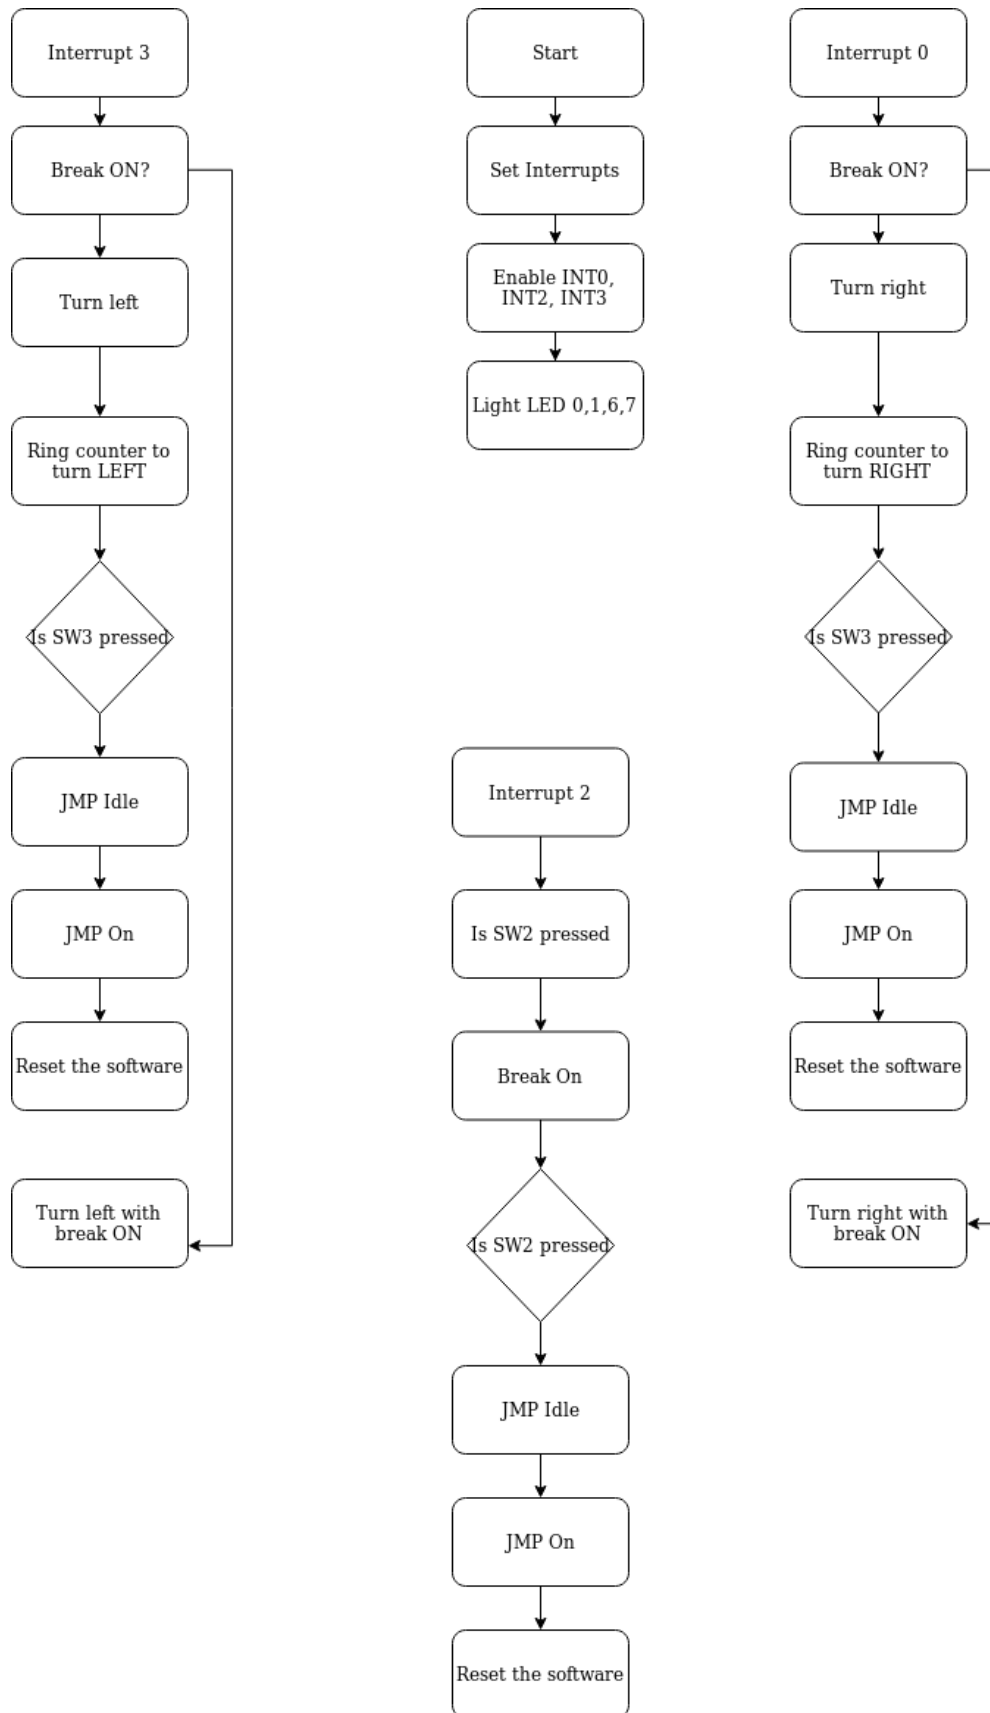 Interrupt 3
Break ON?
Turn left
Ring counter to
turn LEFT
Is SW3 pressed
JMP Idle
JMP On
Reset the software
Turn left with
break ON
Start
Set Interrupts
Enable INT0,
INT2, INT3
Light LED 0,1,6,7
Interrupt 2
Is SW2 pressed
Break On
Is SW2 pressed
JMP Idle
JMP On
Reset the software
Interrupt 0
Break ON?
Turn right
Ring counter to
turn RIGHT
Is SW3 pressed
JMP Idle
JMP On
Reset the software
Turn right with
break ON